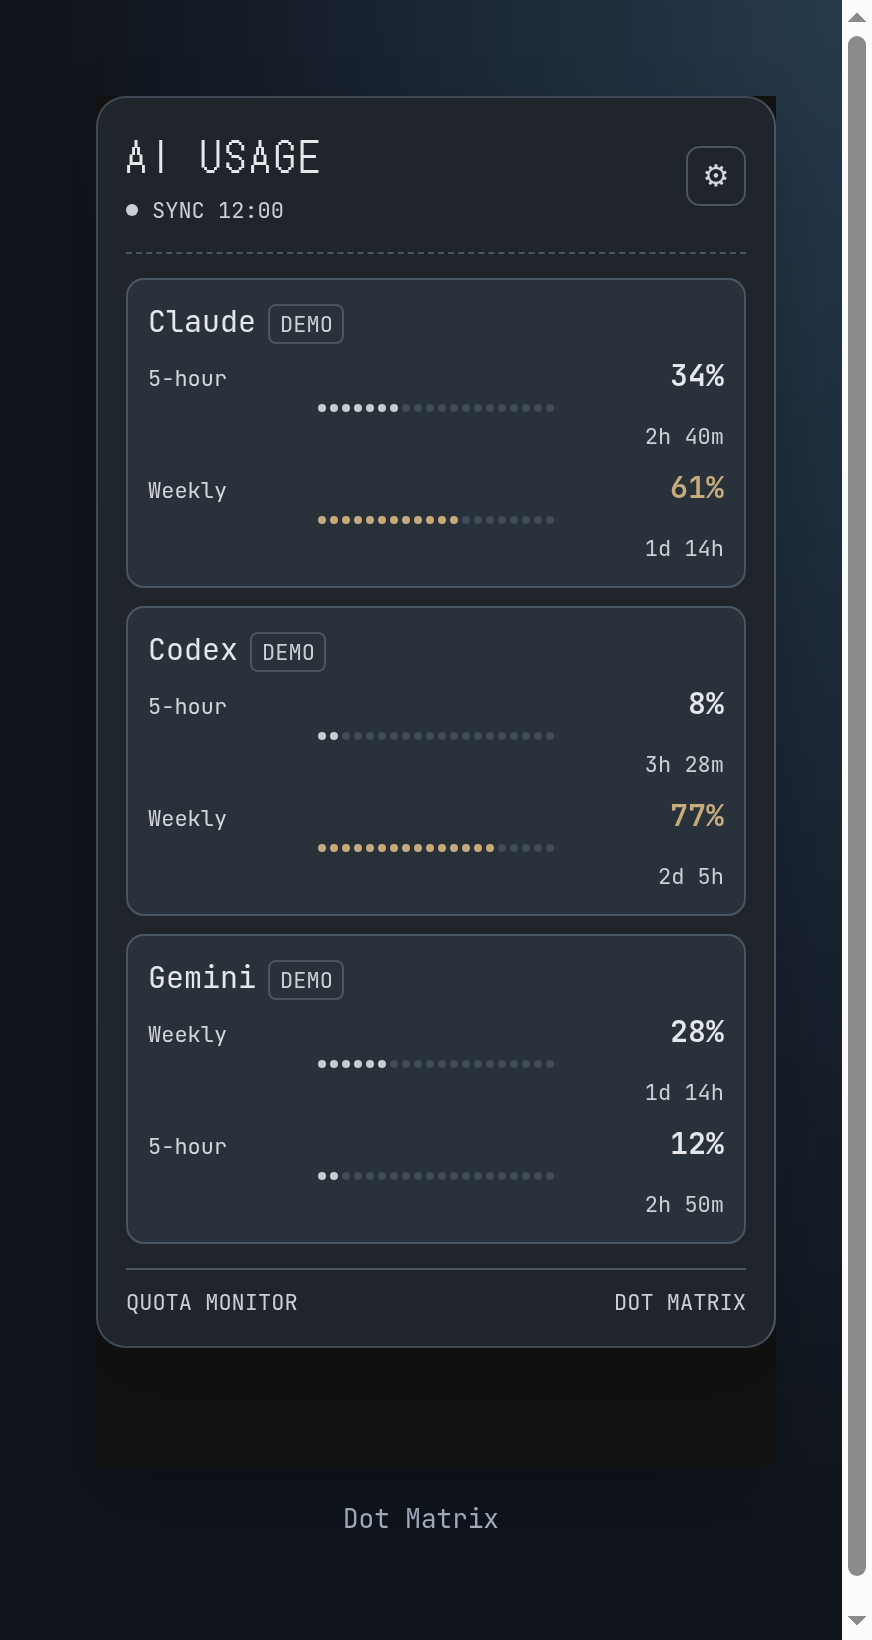 AI USAGE
SYNC 12:00
Claude DEMO
5-hour 34%
2h 40m
Weekly 61%
1d 14h
Codex DEMO
5-hour 8%
3h 28m
Weekly 77%
2d 5h
Gemini DEMO
Weekly 28%
1d 14h
5-hour 12%
2h 50m
QUOTA MONITOR DOT MATRIX
Dot Matrix